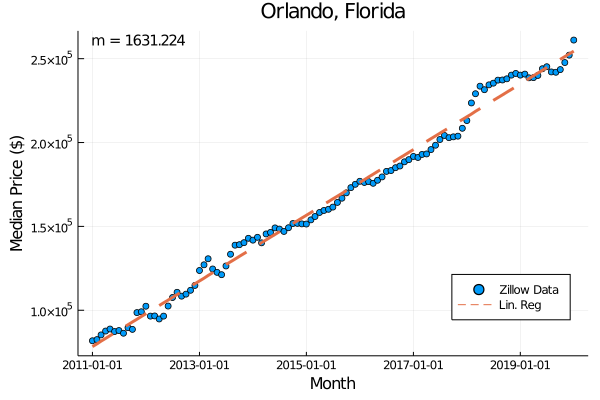 Orlando, Florida
m = 1631.224
2.5×10⁵
2.0×10⁵
1.5×10⁵
1.0×10⁵
Median Price ($)
Zillow Data
Lin. Reg
2011-01-01 2013-01-01 2015-01-01 2017-01-01 2019-01-01
Month